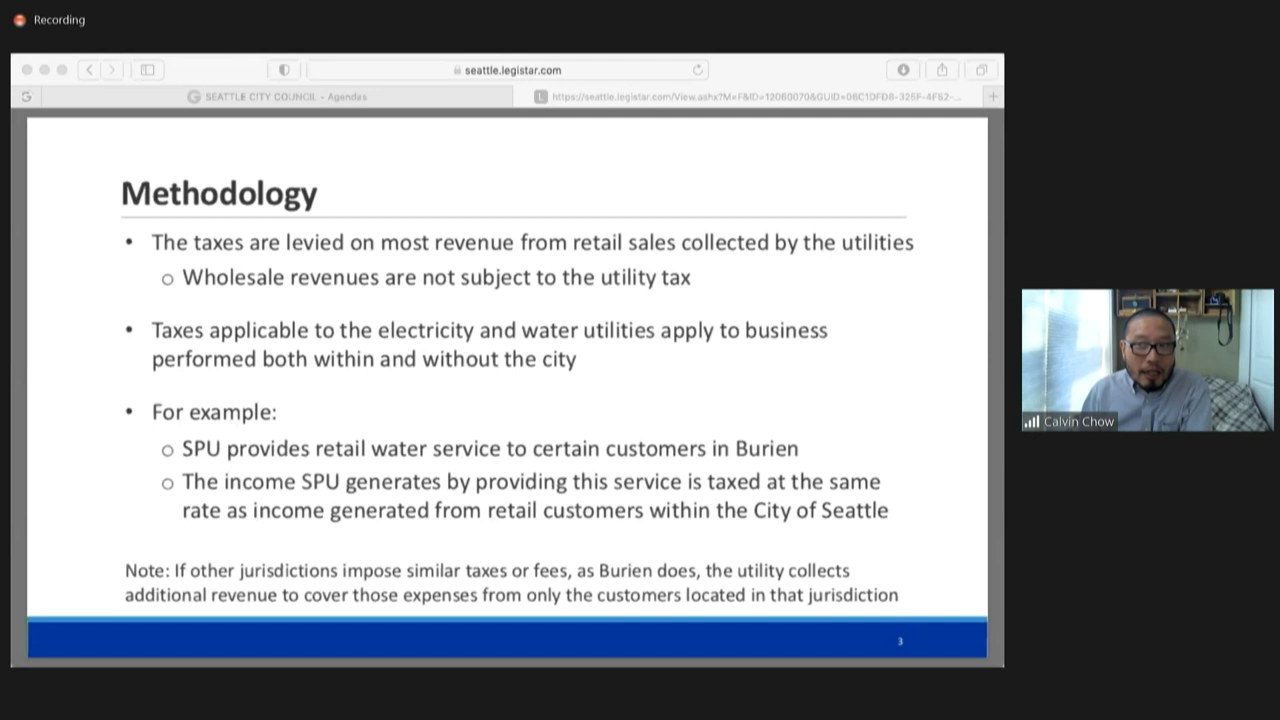 Recording
seattle.legistar.com
SEATTLE CITY COUNCIL - Agendas
https://seattle.legistar.com/View.ashx?M=F&ID=12060070&GUID=06C1DFD8-325F-4F52-...
Methodology
• The taxes are levied on most revenue from retail sales collected by the utilities
o Wholesale revenues are not subject to the utility tax
• Taxes applicable to the electricity and water utilities apply to business
performed both within and without the city
• For example:
o SPU provides retail water service to certain customers in Burien
o The income SPU generates by providing this service is taxed at the same
rate as income generated from retail customers within the City of Seattle
Note: If other jurisdictions impose similar taxes or fees, as Burien does, the utility collects
additional revenue to cover those expenses from only the customers located in that jurisdiction
3
Calvin Chow